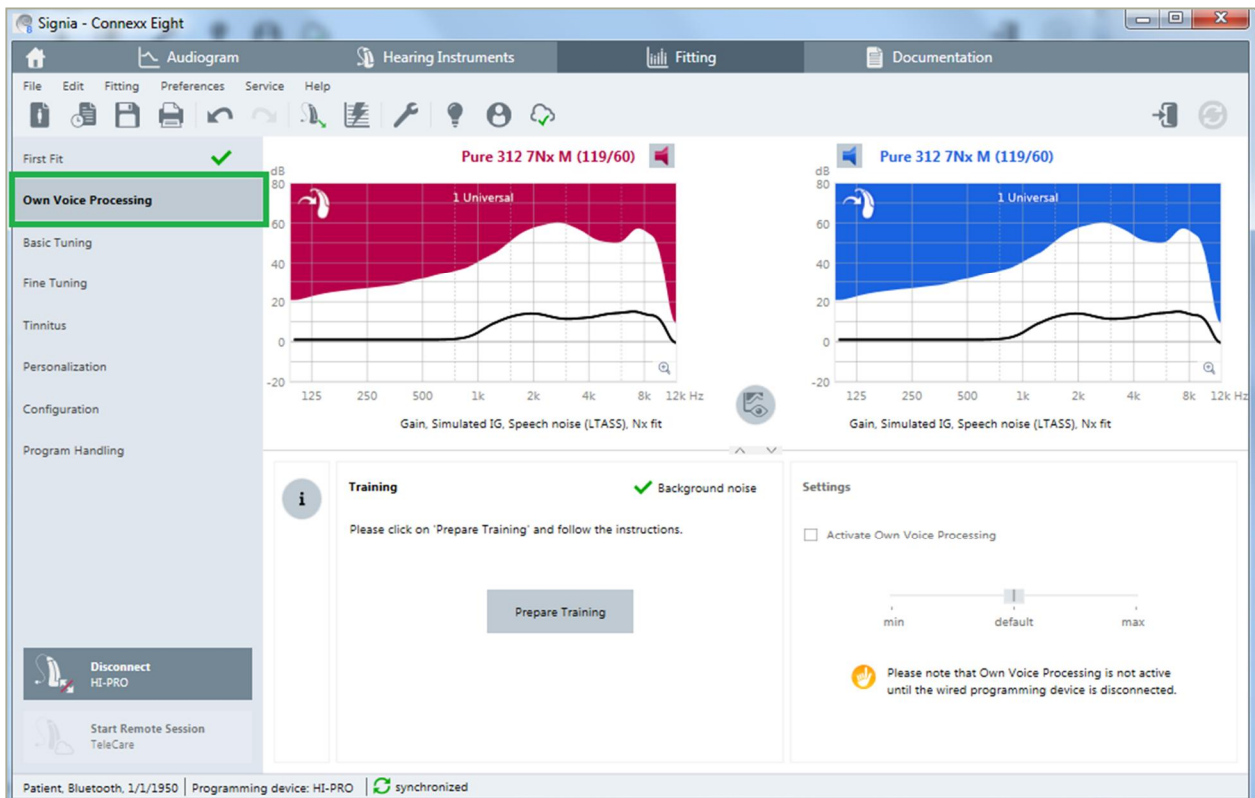 Signia - Connexx Eight
Audiogram
Hearing Instruments
Fitting
Documentation
File Edit Fitting Preferences Service Help
First Fit
Own Voice Processing
Basic Tuning
Fine Tuning
Tinnitus
Personalization
Configuration
Program Handling
Disconnect
HI-PRO
Start Remote Session
TeleCare
Pure 312 7Nx M (119/60)
dB
80
60
40
20
0
-20
1 Universal
125 250 500 1k 2k 4k 8k 12k Hz
Gain, Simulated IG, Speech noise (LTASS), Nx fit
Pure 312 7Nx M (119/60)
dB
80
60
40
20
0
-20
1 Universal
125 250 500 1k 2k 4k 8k 12k Hz
Gain, Simulated IG, Speech noise (LTASS), Nx fit
i
Training
Background noise
Please click on 'Prepare Training' and follow the instructions.
Prepare Training
Settings
Activate Own Voice Processing
min default max
Please note that Own Voice Processing is not active
until the wired programming device is disconnected.
Patient, Bluetooth, 1/1/1950 Programming device: HI-PRO synchronized